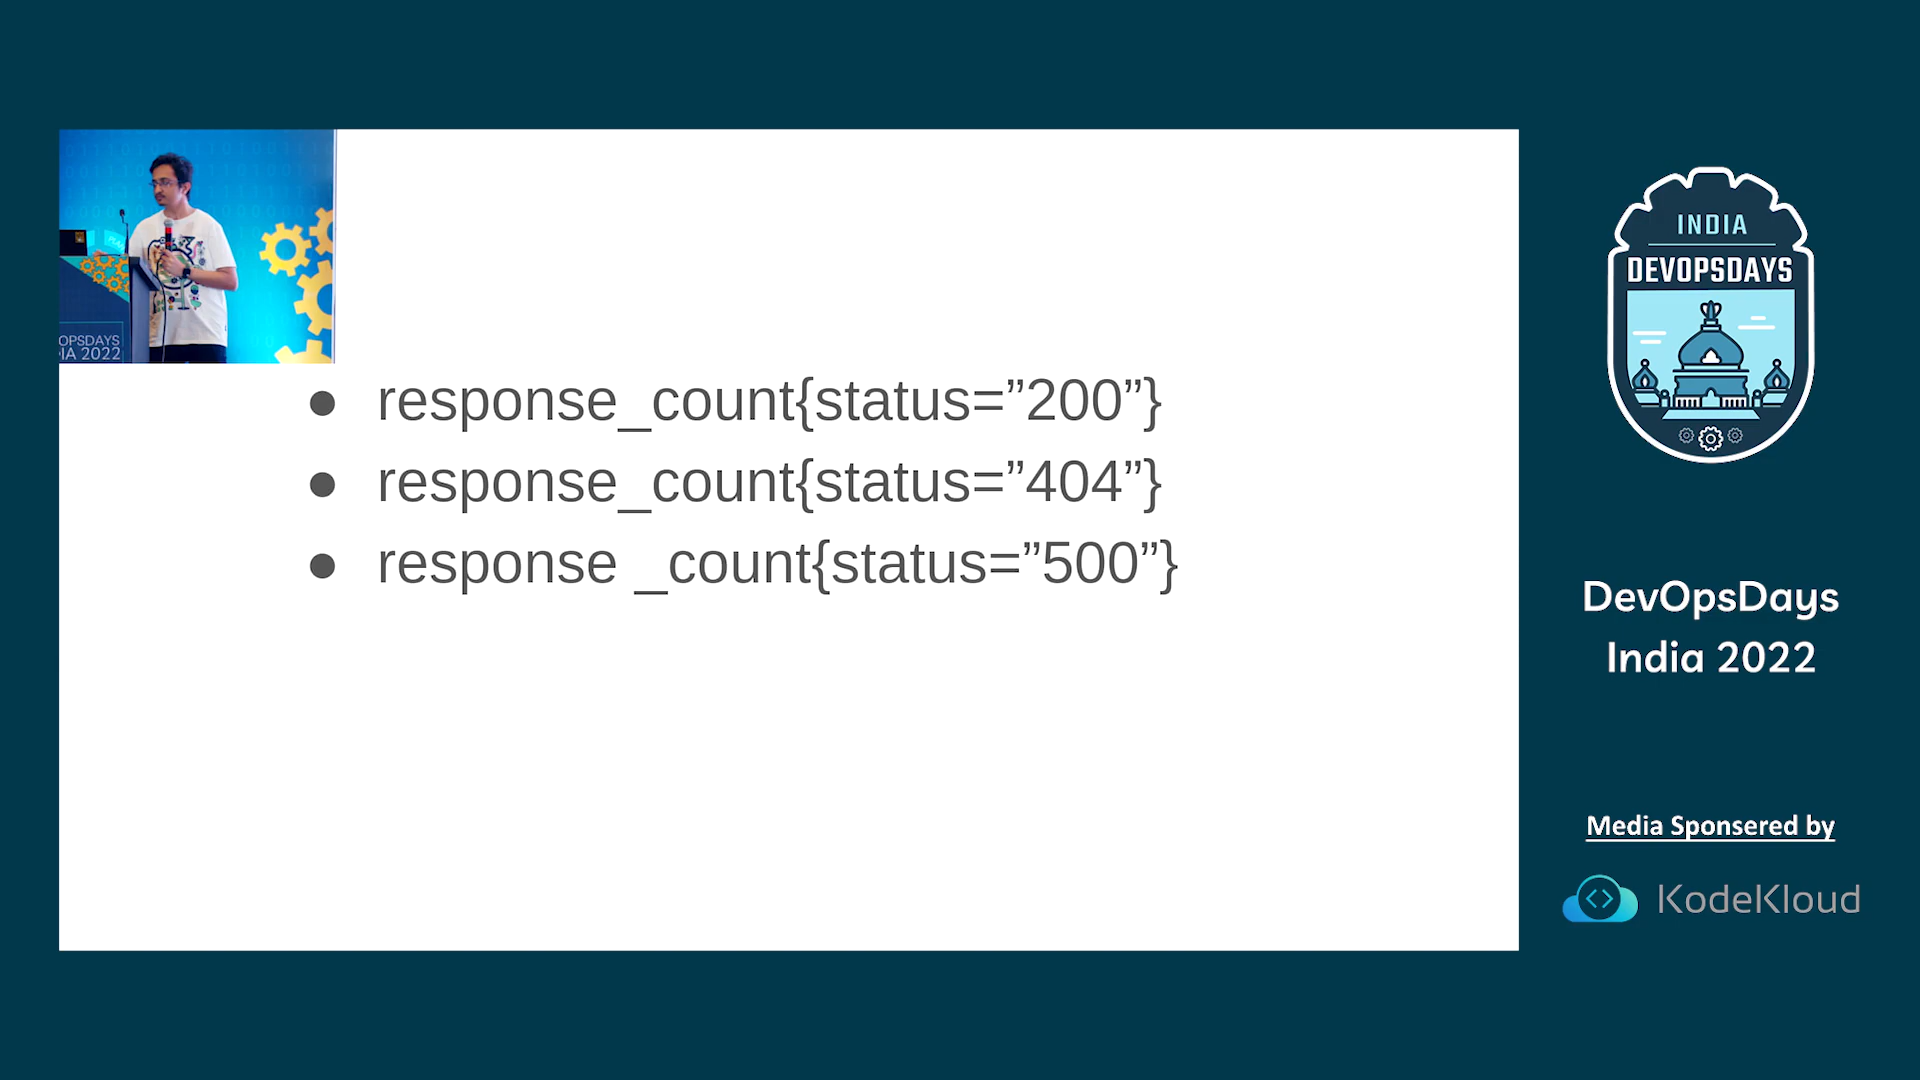 OPSDAYS
IA 2022
● response_count{status=”200”}
● response_count{status=”404”}
● response _count{status=”500”}
INDIA
DEVOPSDAYS
DevOpsDays
India 2022
Media Sponsered by
KodeKloud